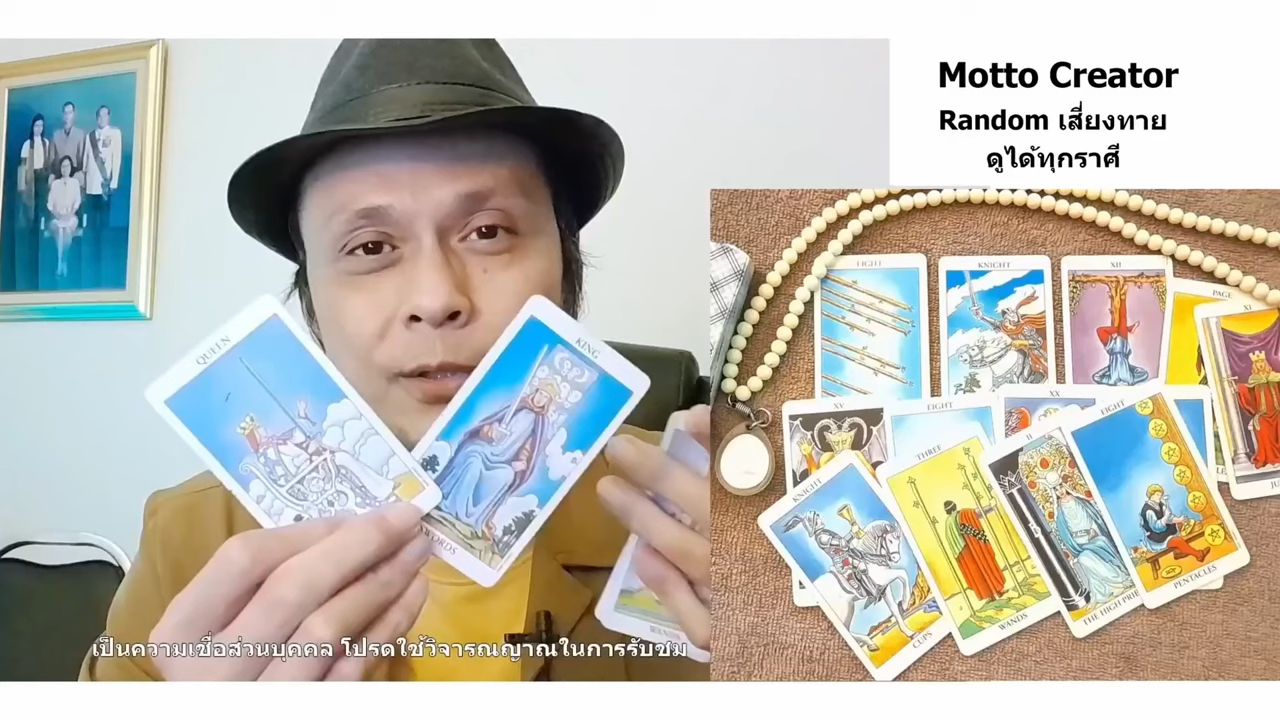 Motto Creator
Random เสี่ยงทาย
ดูได้ทุกราศี
QUEEN
KING
SWORDS
EIGHT
KNIGHT
XII
PAGE
XI
XV
EIGHT
XX
KNIGHT
THREE
II
EIGHT
CUPS
WANDS
THE HIGH PRIE
PENTACLES
เป็นความเชื่อส่วนบุคคล โปรดใช้วิจารณญาณในการรับชม